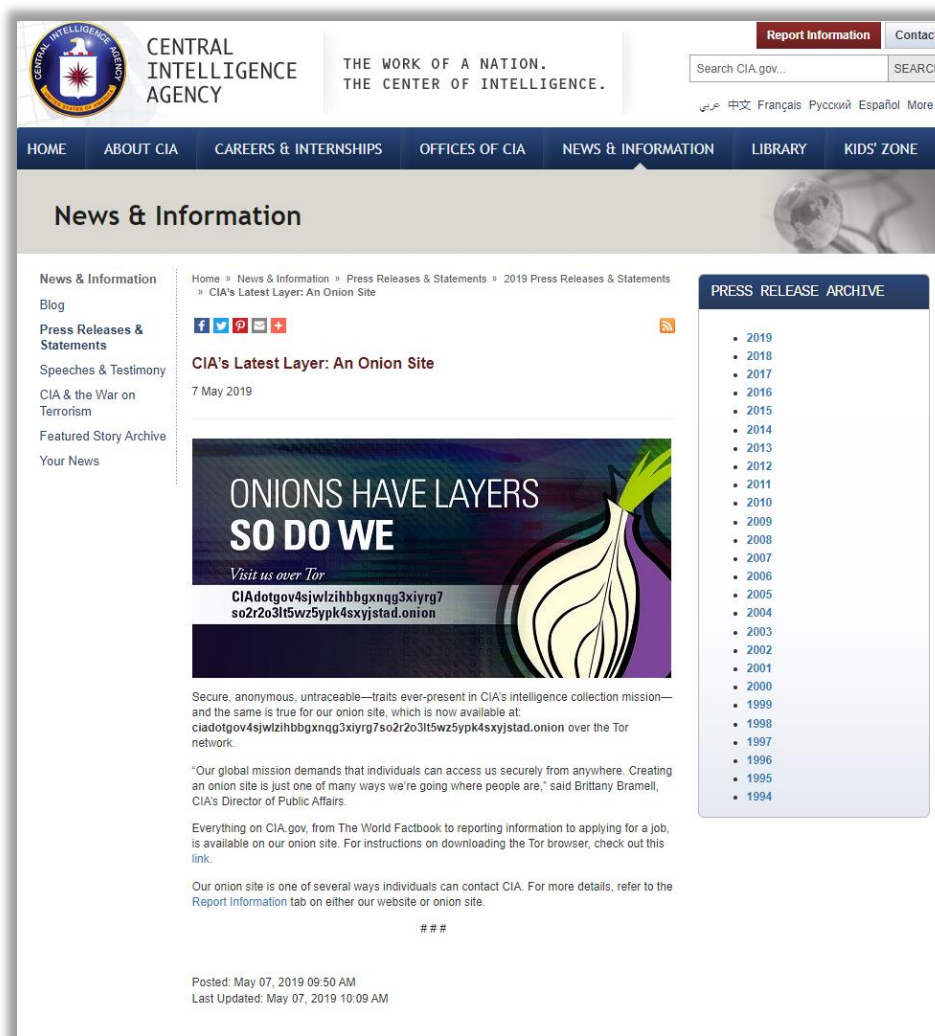 CENTRAL
INTELLIGENCE
AGENCY
THE WORK OF A NATION.
THE CENTER OF INTELLIGENCE.
Report Information
Contact
Search CIA.gov...
SEARC
عربي 中文 Français Русский Español More
HOME ABOUT CIA CAREERS & INTERNSHIPS OFFICES OF CIA NEWS & INFORMATION LIBRARY KIDS' ZONE
News & Information
News & Information
Blog
Press Releases &
Statements
Speeches & Testimony
CIA & the War on
Terrorism
Featured Story Archive
Your News
Home » News & Information » Press Releases & Statements » 2019 Press Releases & Statements
» CIA's Latest Layer: An Onion Site
CIA's Latest Layer: An Onion Site
7 May 2019
ONIONS HAVE LAYERS
SO DO WE
Visit us over Tor
CIAdotgov4sjwlzihbbgxnqg3xiyrg7
so2r2o3lt5wz5ypk4sxyjstad.onion
Secure, anonymous, untraceable—traits ever-present in CIA's intelligence collection mission—
and the same is true for our onion site, which is now available at:
ciadotgov4sjwlzihbbgxnqg3xiyrg7so2r2o3lt5wz5ypk4sxyjstad.onion over the Tor
network.
“Our global mission demands that individuals can access us securely from anywhere. Creating
an onion site is just one of many ways we’re going where people are,” said Brittany Bramell,
CIA’s Director of Public Affairs.
Everything on CIA.gov, from The World Factbook to reporting information to applying for a job,
is available on our onion site. For instructions on downloading the Tor browser, check out this
link.
Our onion site is one of several ways individuals can contact CIA. For more details, refer to the
Report Information tab on either our website or onion site.
# # #
Posted: May 07, 2019 09:50 AM
Last Updated: May 07, 2019 10:09 AM
PRESS RELEASE ARCHIVE
2019
2018
2017
2016
2015
2014
2013
2012
2011
2010
2009
2008
2007
2006
2005
2004
2003
2002
2001
2000
1999
1998
1997
1996
1995
1994